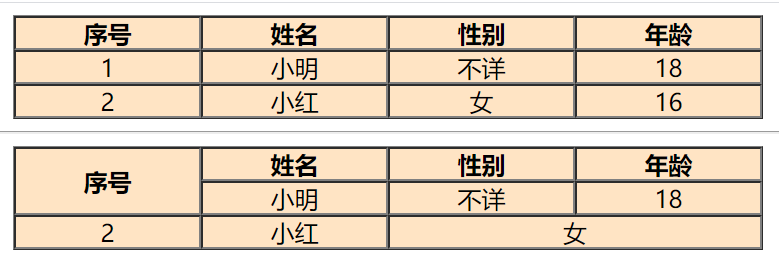 序号 姓名 性别 年龄
1 小明 不详 18
2 小红 女 16
序号 姓名 性别 年龄
小明 不详 18
2 小红 女